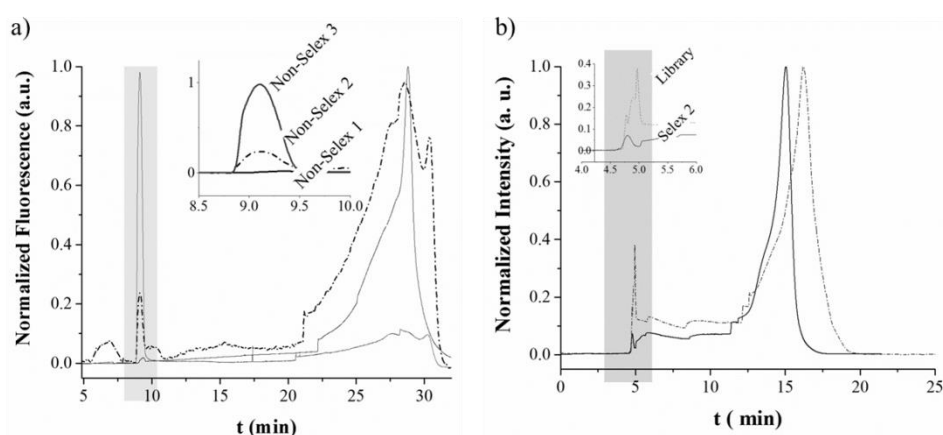 a)
Normalized Fluorescence (a.u.)
1.0
0.8
0.6
0.4
0.2
0.0
5 10 15 20 25 30
t (min)
1
0
8.5 9.0 9.5 10.0
Non-Selex 3
Non-Selex 2
Non-Selex 1
b)
Normalized Intensity (a. u.)
1.0
0.8
0.6
0.4
0.2
0.0
0 5 10 15 20 25
t ( min)
0.4
0.3
0.2
0.1
0.0
4.0 4.5 5.0 5.5 6.0
Library
Selex 2